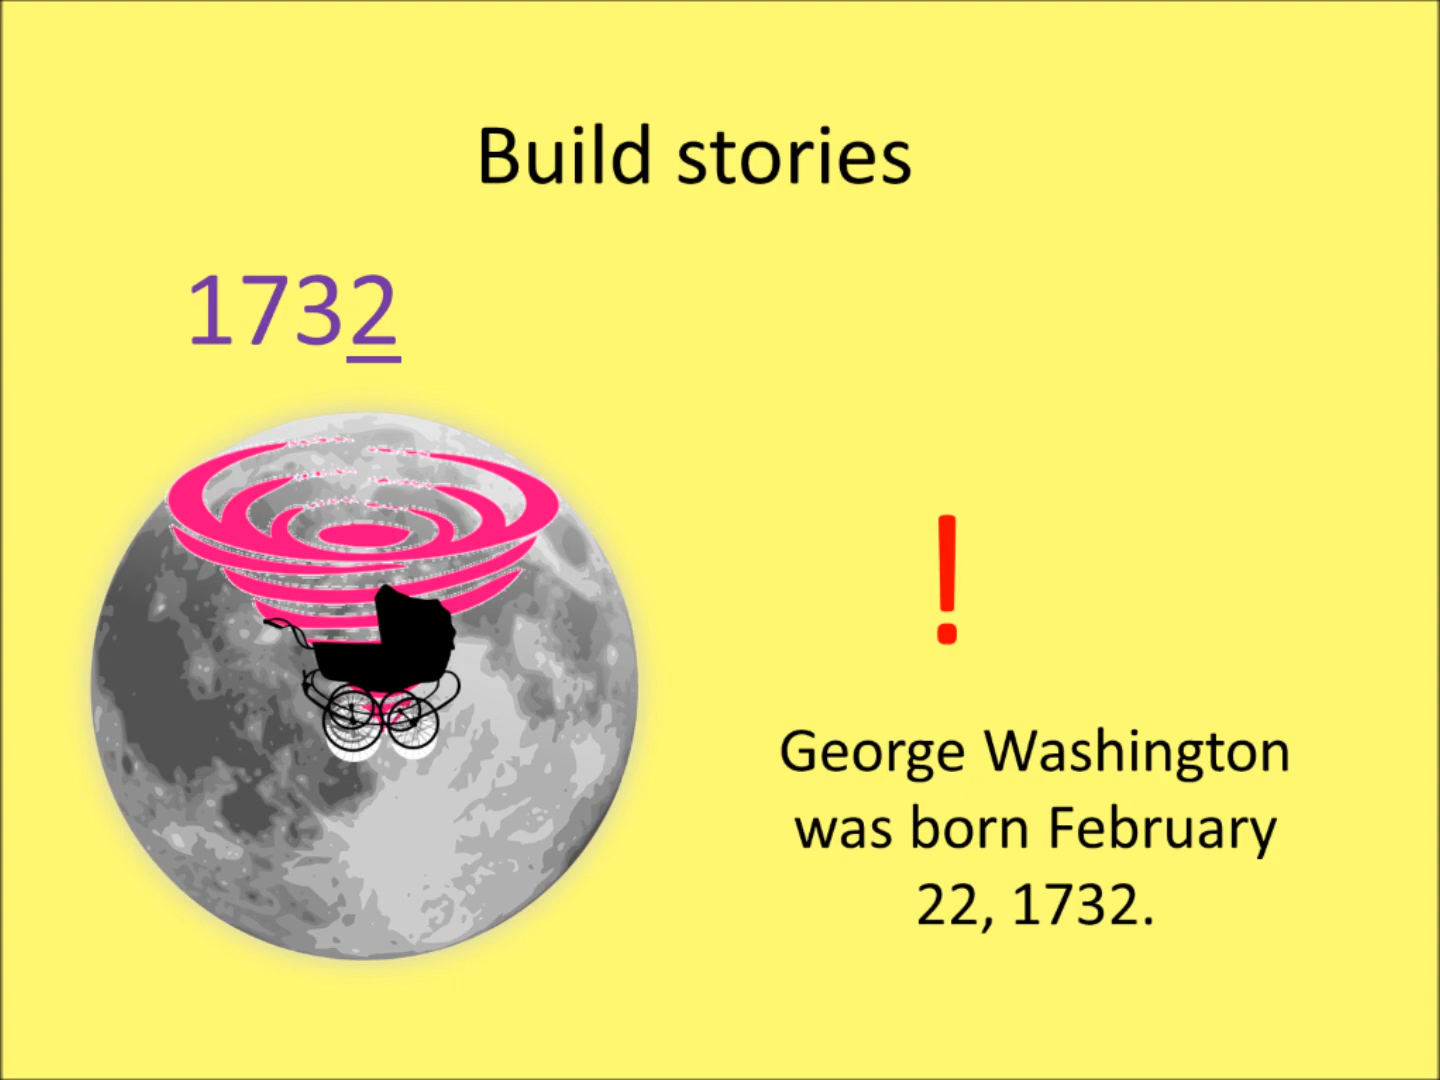 Build stories
1732
!
George Washington
was born February
22, 1732.